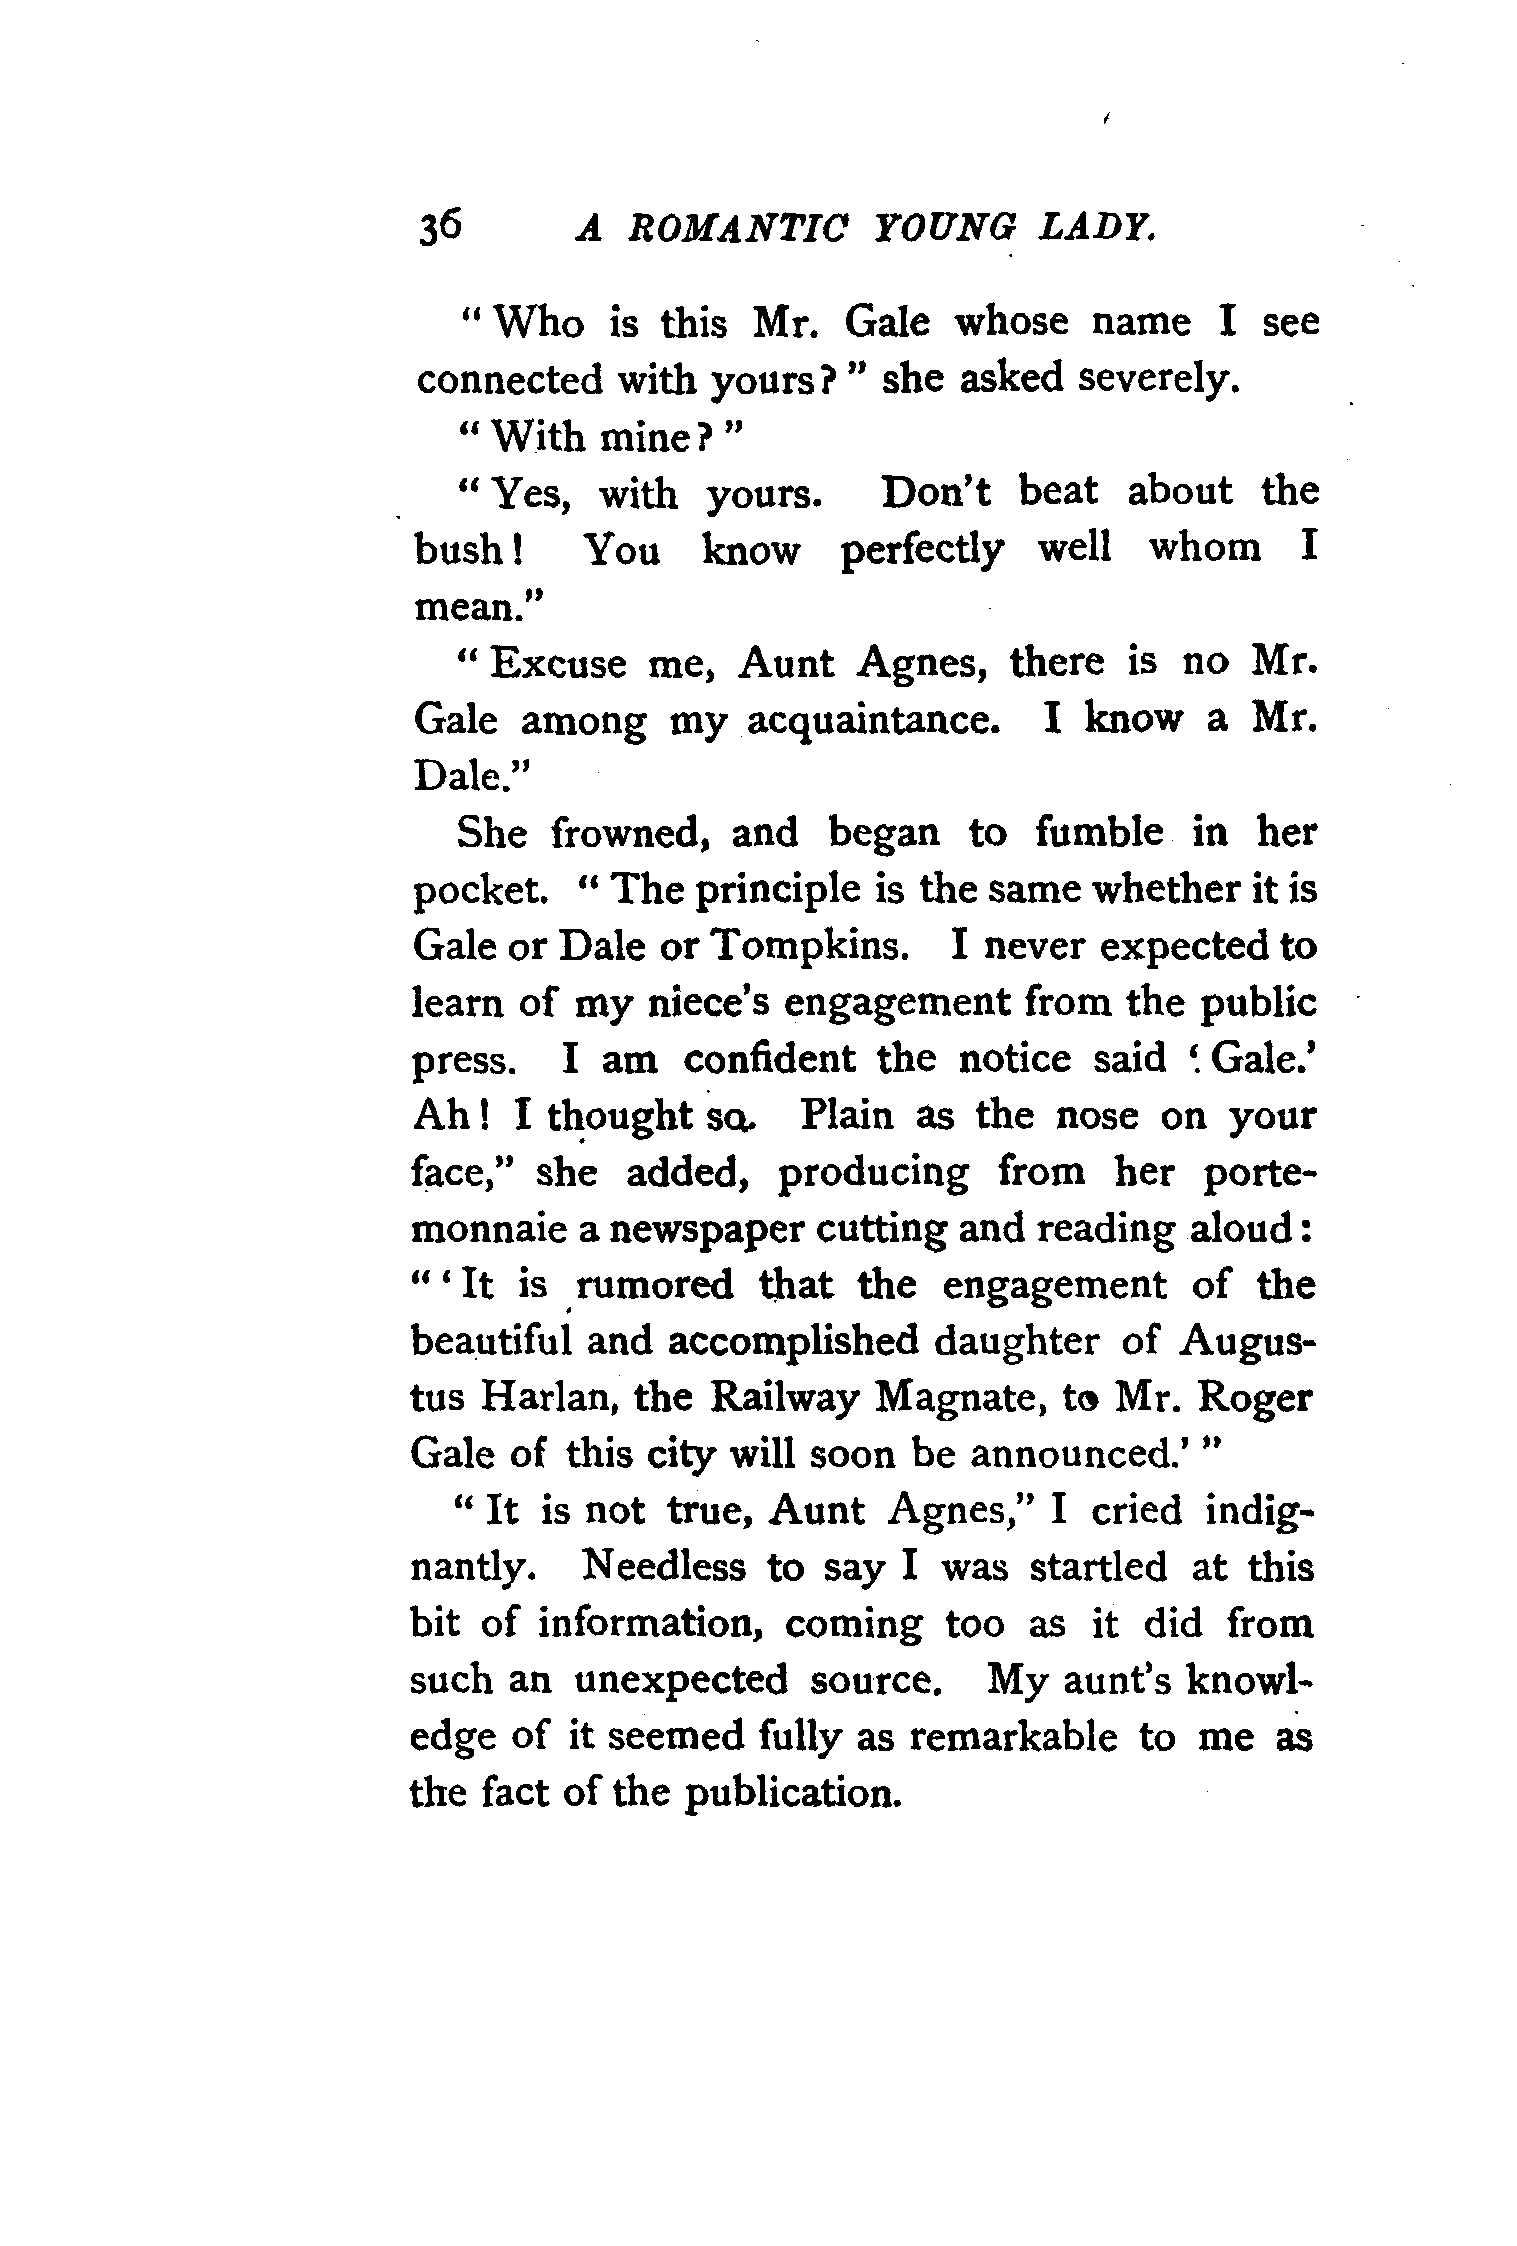 36 A ROMANTIC YOUNG LADY.
" Who is this Mr. Gale whose name I see
connected with yours? " she asked severely.
" With mine? "
" Yes, with yours. Don't beat about the
bush! You know perfectly well whom I
mean."
" Excuse me, Aunt Agnes, there is no Mr.
Gale among my acquaintance. I know a Mr.
Dale."
She frowned, and began to fumble in her
pocket. " The principle is the same whether it is
Gale or Dale or Tompkins. I never expected to
learn of my niece's engagement from the public
press. I am confident the notice said ' Gale.'
Ah! I thought so. Plain as the nose on your
face," she added, producing from her porte-
monnaie a newspaper cutting and reading aloud:
" ' It is rumored that the engagement of the
beautiful and accomplished daughter of Augus-
tus Harlan, the Railway Magnate, to Mr. Roger
Gale of this city will soon be announced.' "
" It is not true, Aunt Agnes," I cried indig-
nantly. Needless to say I was startled at this
bit of information, coming too as it did from
such an unexpected source. My aunt's knowl-
edge of it seemed fully as remarkable to me as
the fact of the publication.